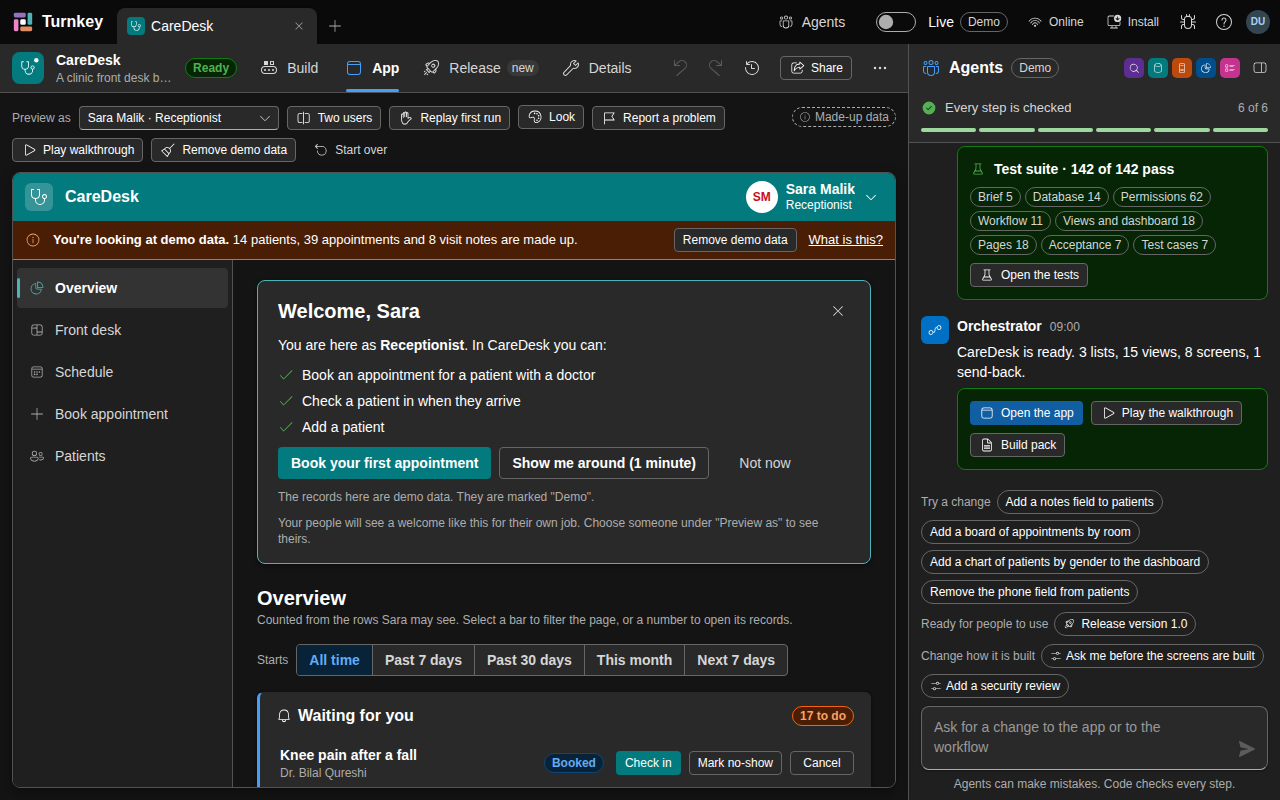 Turnkey
CareDesk
Agents
Live
Demo
Online
Install
DU
CareDesk
A clinic front desk b…
Ready
Build
App
Release new
Details
Share
Agents
Demo
Preview as
Sara Malik · Receptionist
Two users
Replay first run
Look
Report a problem
Made-up data
Play walkthrough
Remove demo data
Start over
CareDesk
SM
Sara Malik
Receptionist
You're looking at demo data. 14 patients, 39 appointments and 8 visit notes are made up.
Remove demo data
What is this?
Overview
Front desk
Schedule
Book appointment
Patients
Welcome, Sara
You are here as Receptionist. In CareDesk you can:
Book an appointment for a patient with a doctor
Check a patient in when they arrive
Add a patient
Book your first appointment
Show me around (1 minute)
Not now
The records here are demo data. They are marked "Demo".
Your people will see a welcome like this for their own job. Choose someone under "Preview as" to see
theirs.
Overview
Counted from the rows Sara may see. Select a bar to filter the page, or a number to open its records.
Starts
All time
Past 7 days
Past 30 days
This month
Next 7 days
Waiting for you
17 to do
Knee pain after a fall
Dr. Bilal Qureshi
Booked
Check in
Mark no-show
Cancel
Every step is checked
6 of 6
Test suite · 142 of 142 pass
Brief 5
Database 14
Permissions 62
Workflow 11
Views and dashboard 18
Pages 18
Acceptance 7
Test cases 7
Open the tests
Orchestrator 09:00
CareDesk is ready. 3 lists, 15 views, 8 screens, 1
send-back.
Open the app
Play the walkthrough
Build pack
Try a change
Add a notes field to patients
Add a board of appointments by room
Add a chart of patients by gender to the dashboard
Remove the phone field from patients
Ready for people to use
Release version 1.0
Change how it is built
Ask me before the screens are built
Add a security review
Ask for a change to the app or to the
workflow
Agents can make mistakes. Code checks every step.